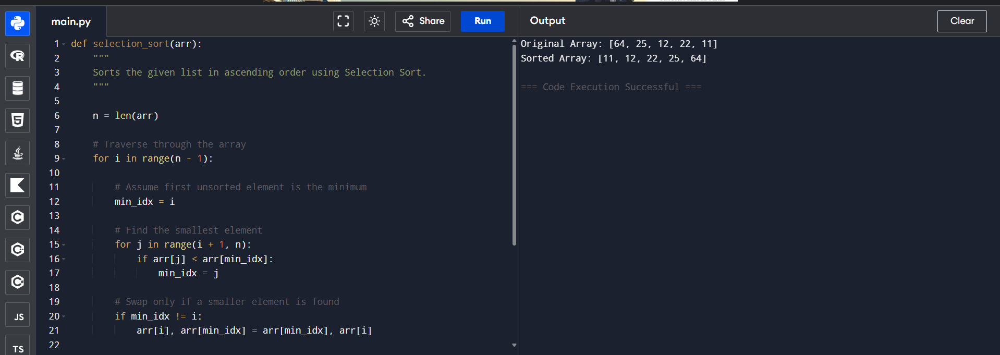 main.py
Share
Run
Output
Clear
1 def selection_sort(arr):
2     """
3     Sorts the given list in ascending order using Selection Sort.
4     """
5
6     n = len(arr)
7
8     # Traverse through the array
9     for i in range(n - 1):
10
11         # Assume first unsorted element is the minimum
12         min_idx = i
13
14         # Find the smallest element
15         for j in range(i + 1, n):
16             if arr[j] < arr[min_idx]:
17                 min_idx = j
18
19         # Swap only if a smaller element is found
20         if min_idx != i:
21             arr[i], arr[min_idx] = arr[min_idx], arr[i]
22
Original Array: [64, 25, 12, 22, 11]
Sorted Array: [11, 12, 22, 25, 64]
=== Code Execution Successful ===
R
5
C
C
C
JS
TS